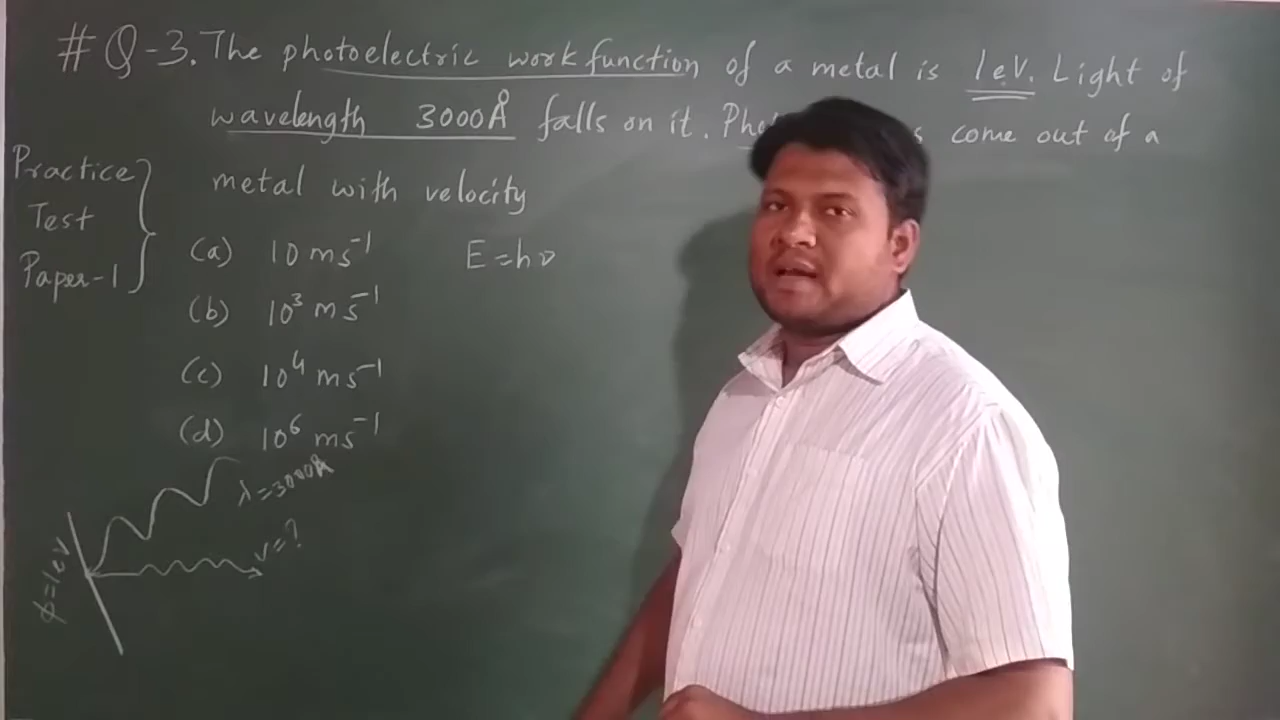 # Q-3. The photoelectric work function of a metal is 1eV. Light of
wavelength 3000Å falls on it. come out of a
metal with velocity
Practice
Test
Paper-1
(a) 10 ms⁻¹
E=hν
(b) 10³ ms⁻¹
(c) 10⁴ ms⁻¹
(d) 10⁶ ms⁻¹
λ=3000Å
v=?
ϕ=1eV